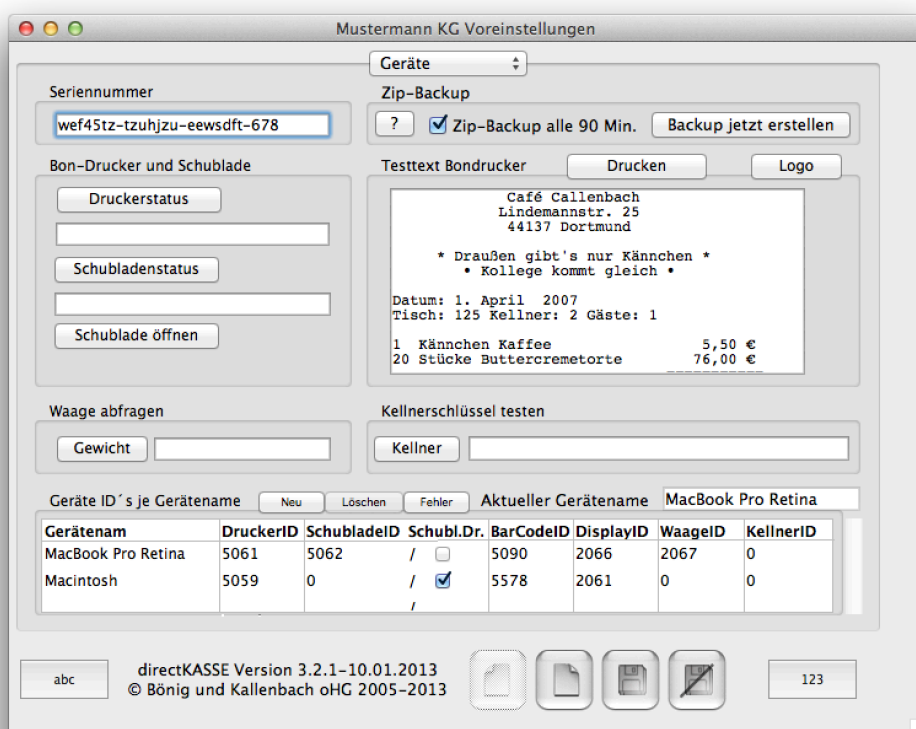 Mustermann KG Voreinstellungen
Geräte
Seriennummer
wef45tz-tzuhjzu-eewsdft-678
Zip-Backup
? Zip-Backup alle 90 Min. Backup jetzt erstellen
Bon-Drucker und Schublade
Druckerstatus
Schubladenstatus
Schublade öffnen
Testtext Bondrucker Drucken Logo
Café Callenbach
Lindemannstr. 25
44137 Dortmund
* Draußen gibt's nur Kännchen *
• Kollege kommt gleich •
Datum: 1. April 2007
Tisch: 125 Kellner: 2 Gäste: 1
1 Kännchen Kaffee 5,50 €
20 Stücke Buttercremetorte 76,00 €
Waage abfragen
Gewicht
Kellnerschlüssel testen
Kellner
Geräte ID´s je Gerätename Neu Löschen Fehler Aktueller Gerätename MacBook Pro Retina
Gerätenam DruckerID SchubladeID Schubl.Dr. BarCodeID DisplayID WaageID KellnerID
MacBook Pro Retina 5061 5062 / 5090 2066 2067 0
Macintosh 5059 0 / 5578 2061 0 0
/
abc
directKASSE Version 3.2.1-10.01.2013
© Bönig und Kallenbach oHG 2005-2013
123